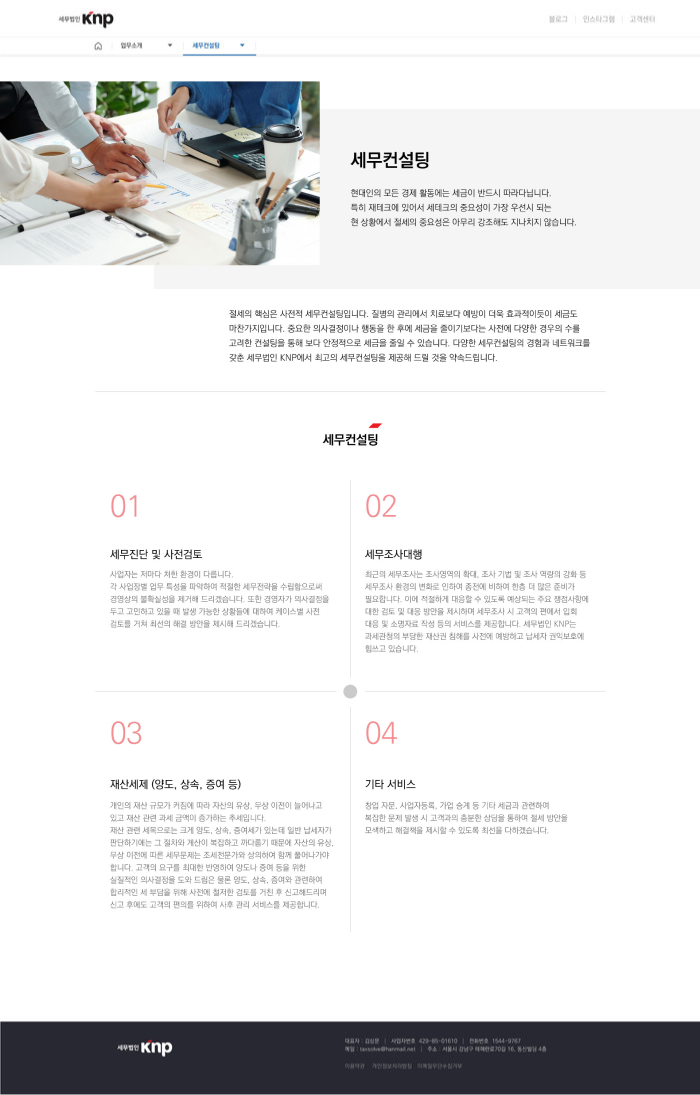 세무법인 Knp
블로그 | 인스타그램 | 고객센터
업무소개 ▼ 세무컨설팅 ▼
세무컨설팅
현대인의 모든 경제 활동에는 세금이 반드시 따라다닙니다.
특히 재테크에 있어서 세테크의 중요성이 가장 우선시 되는
현 상황에서 절세의 중요성은 아무리 강조해도 지나치지 않습니다.
절세의 핵심은 사전적 세무컨설팅입니다. 질병의 관리에서 치료보다 예방이 더욱 효과적이듯이 세금도
마찬가지입니다. 중요한 의사결정이나 행동을 한 후에 세금을 줄이기보다는 사전에 다양한 경우의 수를
고려한 컨설팅을 통해 보다 안정적으로 세금을 줄일 수 있습니다. 다양한 세무컨설팅의 경험과 네트워크를
갖춘 세무법인 KNP에서 최고의 세무컨설팅을 제공해 드릴 것을 약속드립니다.
세무컨설팅
01
세무진단 및 사전검토
사업자는 저마다 처한 환경이 다릅니다.
각 사업장별 업무 특성을 파악하여 적절한 세무전략을 수립함으로써
경영상의 불확실성을 제거해 드리겠습니다. 또한 경영자가 의사결정을
두고 고민하고 있을 때 발생 가능한 상황들에 대하여 케이스별 사전
검토를 거쳐 최선의 해결 방안을 제시해 드리겠습니다.
02
세무조사대행
최근의 세무조사는 조사영역의 확대, 조사 기법 및 조사 역량의 강화 등
세무조사 환경의 변화로 인하여 종전에 비하여 한층 더 많은 준비가
필요합니다. 이에 적절하게 대응할 수 있도록 예상되는 주요 쟁점사항에
대한 검토 및 대응 방안을 제시하며 세무조사 시 고객의 편에서 입회
대응 및 소명자료 작성 등의 서비스를 제공합니다. 세무법인 KNP는
과세관청의 부당한 재산권 침해를 사전에 예방하고 납세자 권익보호에
힘쓰고 있습니다.
03
재산세제 (양도, 상속, 증여 등)
개인의 재산 규모가 커짐에 따라 자산의 유상, 무상 이전이 늘어나고
있고 재산 관련 과세 금액이 증가하는 추세입니다.
재산 관련 세목으로는 크게 양도, 상속, 증여세가 있는데 일반 납세자가
판단하기에는 그 절차와 계산이 복잡하고 까다롭기 때문에 자산의 유상,
무상 이전에 따른 세무문제는 조세전문가와 상의하여 함께 풀어나가야
합니다. 고객의 요구를 최대한 반영하여 양도나 증여 등을 위한
실질적인 의사결정을 도와 드림은 물론 양도, 상속, 증여와 관련하여
합리적인 세 부담을 위해 사전에 철저한 검토를 거친 후 신고해드리며
신고 후에도 고객의 편의를 위하여 사후 관리 서비스를 제공합니다.
04
기타 서비스
창업 자문, 사업자등록, 가업 승계 등 기타 세금과 관련하여
복잡한 문제 발생 시 고객과의 충분한 상담을 통하여 절세 방안을
모색하고 해결책을 제시할 수 있도록 최선을 다하겠습니다.
세무법인 Knp
대표자 : 김상문 | 사업자번호 429-85-01610 | 전화번호 1544-9767
메일 : taxsolve@hanmail.net | 주소 : 서울시 강남구 테헤란로70길 16, 동산빌딩 4층
이용약관 개인정보처리방침 이메일무단수집거부